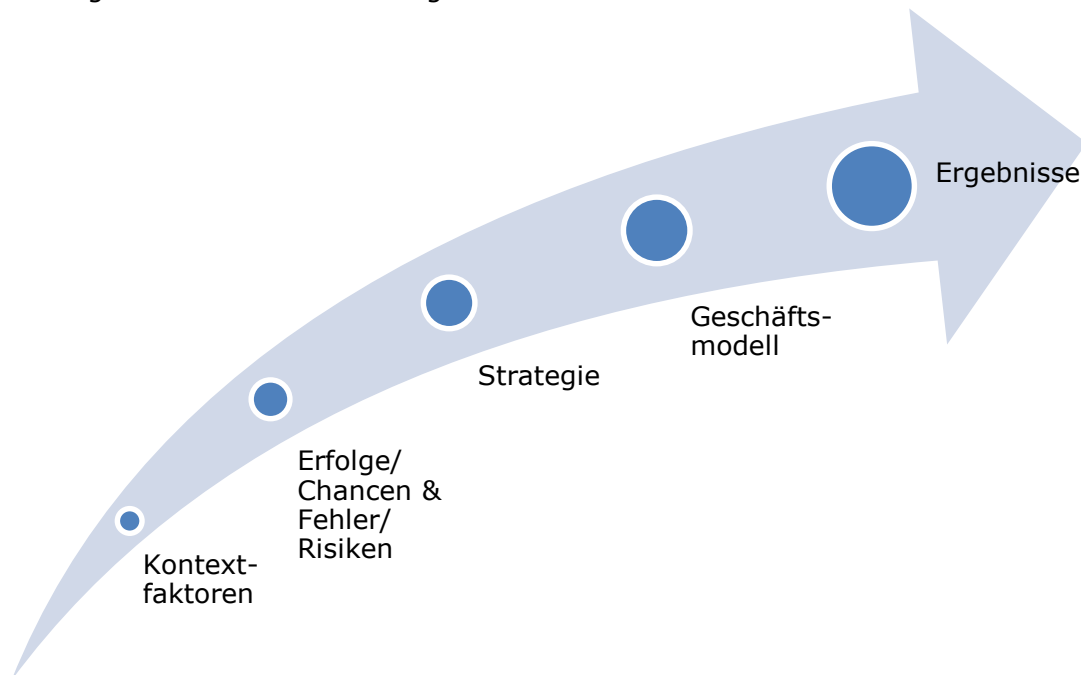 Ergebnisse
Geschäfts-
modell
Strategie
Erfolge/
Chancen &
Fehler/
Risiken
Kontext-
faktoren